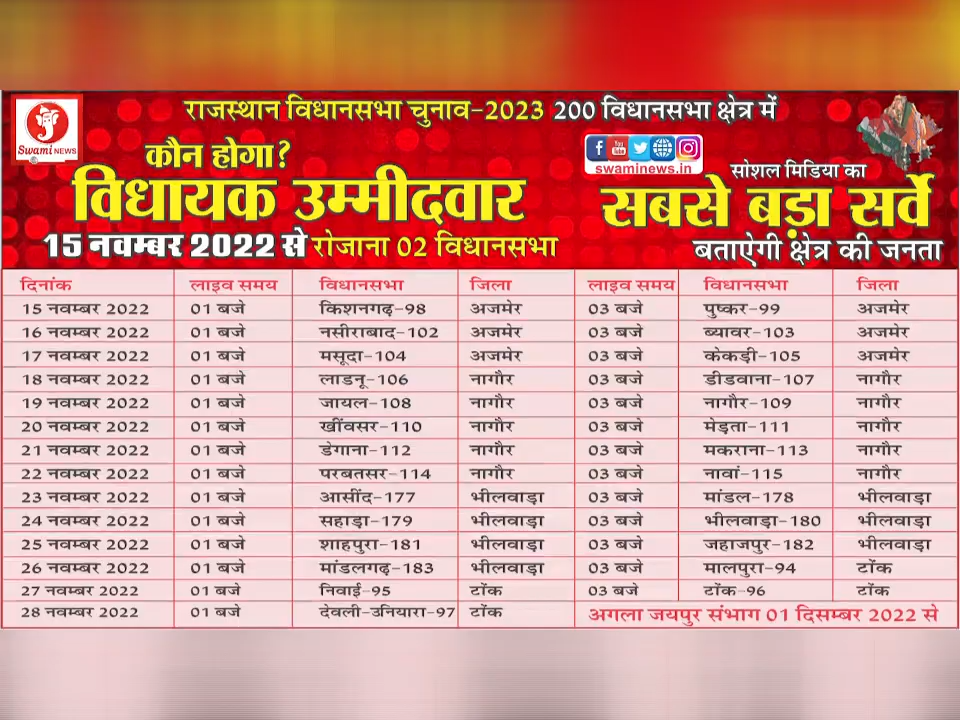 राजस्थान विधानसभा चुनाव-2023 200 विधानसभा क्षेत्र में
Swami NEWS
कौन होगा?
विधायक उम्मीदवार
15 नवम्बर 2022 से रोजाना 02 विधानसभा
You Tube
swaminews.in
सोशल मिडिया का
सबसे बड़ा सर्वे
बताऐगी क्षेत्र की जनता
दिनांक लाइव समय विधानसभा जिला लाइव समय विधानसभा जिला
15 नवम्बर 2022 01 बजे किशनगढ़-98 अजमेर 03 बजे पुष्कर-99 अजमेर
16 नवम्बर 2022 01 बजे नसीराबाद-102 अजमेर 03 बजे ब्यावर-103 अजमेर
17 नवम्बर 2022 01 बजे मसूदा-104 अजमेर 03 बजे केकड़ी-105 अजमेर
18 नवम्बर 2022 01 बजे लाडनू-106 नागौर 03 बजे डीडवाना-107 नागौर
19 नवम्बर 2022 01 बजे जायल-108 नागौर 03 बजे नागौर-109 नागौर
20 नवम्बर 2022 01 बजे खींवसर-110 नागौर 03 बजे मेड़ता-111 नागौर
21 नवम्बर 2022 01 बजे डेगाना-112 नागौर 03 बजे मकराना-113 नागौर
22 नवम्बर 2022 01 बजे परबतसर-114 नागौर 03 बजे नावां-115 नागौर
23 नवम्बर 2022 01 बजे आसींद-177 भीलवाड़ा 03 बजे मांडल-178 भीलवाड़ा
24 नवम्बर 2022 01 बजे सहाड़ा-179 भीलवाड़ा 03 बजे भीलवाड़ा-180 भीलवाड़ा
25 नवम्बर 2022 01 बजे शाहपुरा-181 भीलवाड़ा 03 बजे जहाजपुर-182 भीलवाड़ा
26 नवम्बर 2022 01 बजे मांडलगढ़-183 भीलवाड़ा 03 बजे मालपुरा-94 टोंक
27 नवम्बर 2022 01 बजे निवाई-95 टोंक 03 बजे टोंक-96 टोंक
28 नवम्बर 2022 01 बजे देवली-उनियारा-97 टोंक अगला जयपुर संभाग 01 दिसम्बर 2022 से